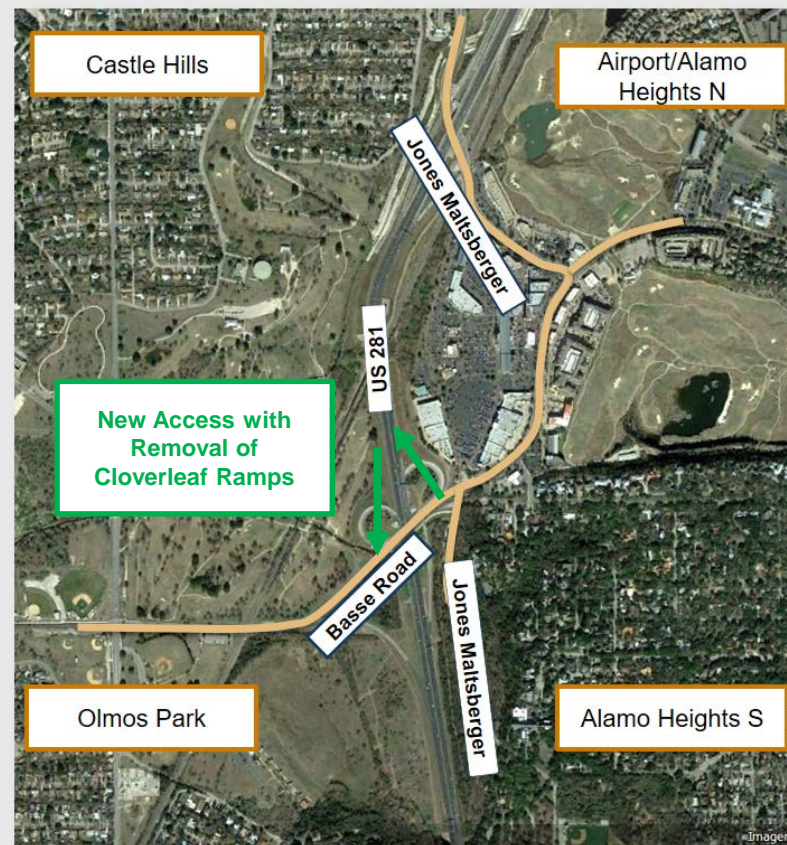 Castle Hills
Airport/Alamo
Heights N
Jones Maltsberger
US 281
New Access with
Removal of
Cloverleaf Ramps
Basse Road
Jones Maltsberger
Olmos Park
Alamo Heights S
Imager